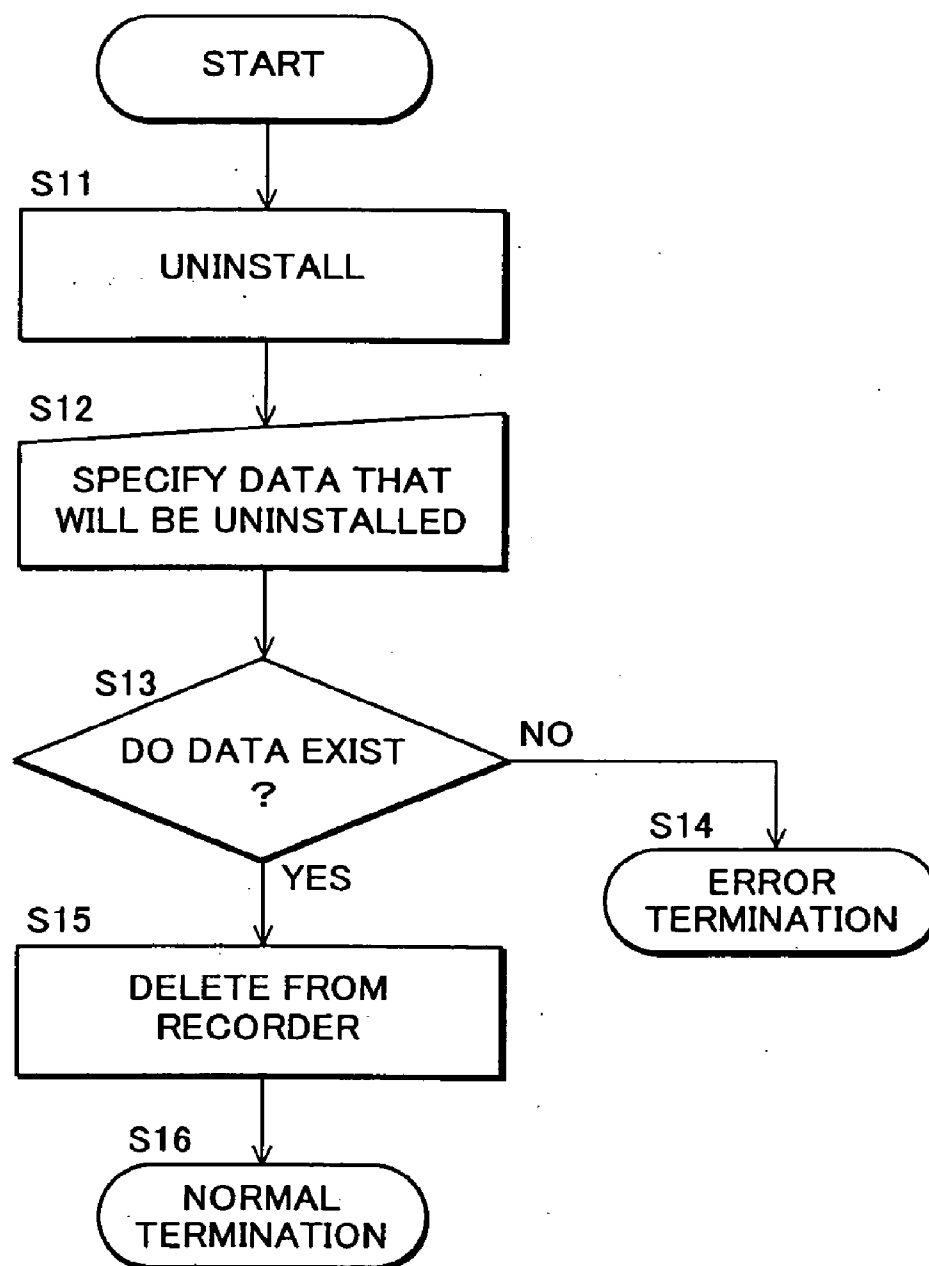 START
S11
UNINSTALL
S12
SPECIFY DATA THAT
WILL BE UNINSTALLED
S13
DO DATA EXIST
?
NO
YES
S14
ERROR
TERMINATION
S15
DELETE FROM
RECORDER
S16
NORMAL
TERMINATION